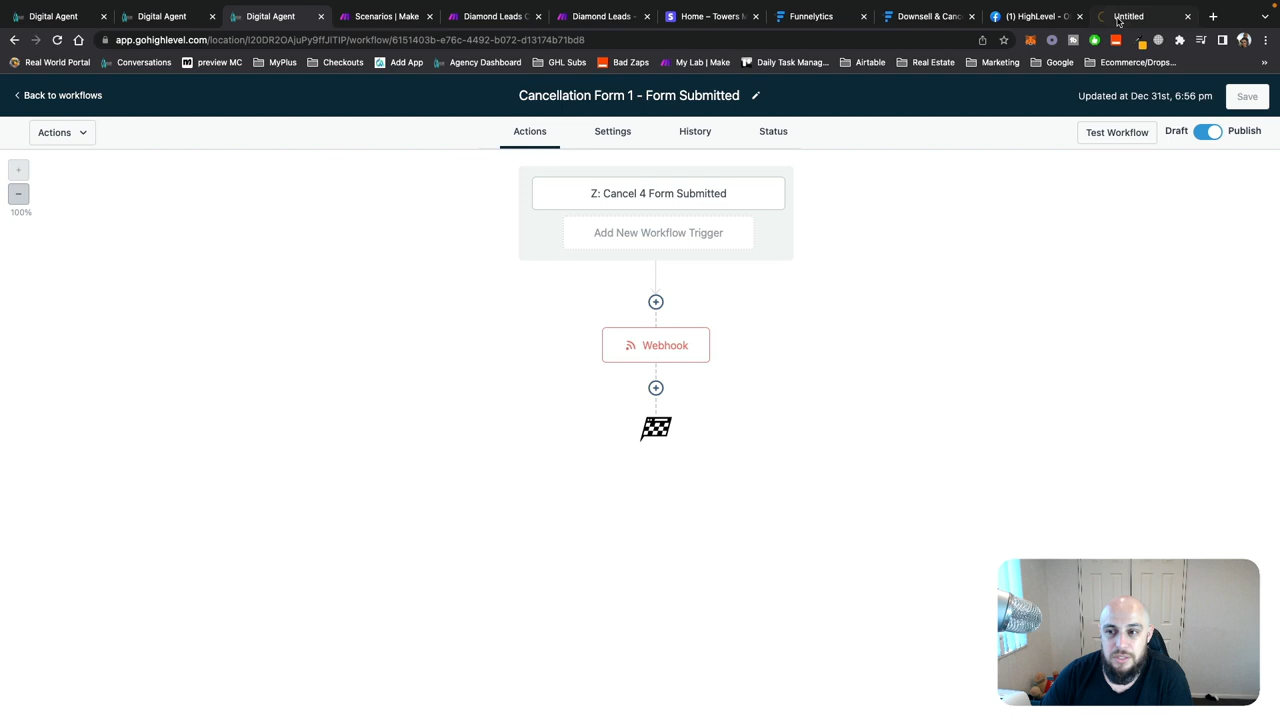 Digital Agent
Digital Agent
Digital Agent
Scenarios | Make
Diamond Leads
Diamond Leads -
Home – Towers
Funnelytics
Downsell & Canc
(1) HighLevel - O
Untitled
app.gohighlevel.com/location/l20DR2OAjuPy9ffJlTIP/workflow/6151403b-e76c-4492-b072-d13174b71bd8
Real World Portal
Conversations
preview MC
MyPlus
Checkouts
Add App
Agency Dashboard
GHL Subs
Bad Zaps
My Lab | Make
Daily Task Manag...
Airtable
Real Estate
Marketing
Google
Ecommerce/Drops...
Back to workflows
Cancellation Form 1 - Form Submitted
Updated at Dec 31st, 6:56 pm
Save
Actions
Actions
Settings
History
Status
Test Workflow
Draft
Publish
100%
Z: Cancel 4 Form Submitted
Add New Workflow Trigger
Webhook